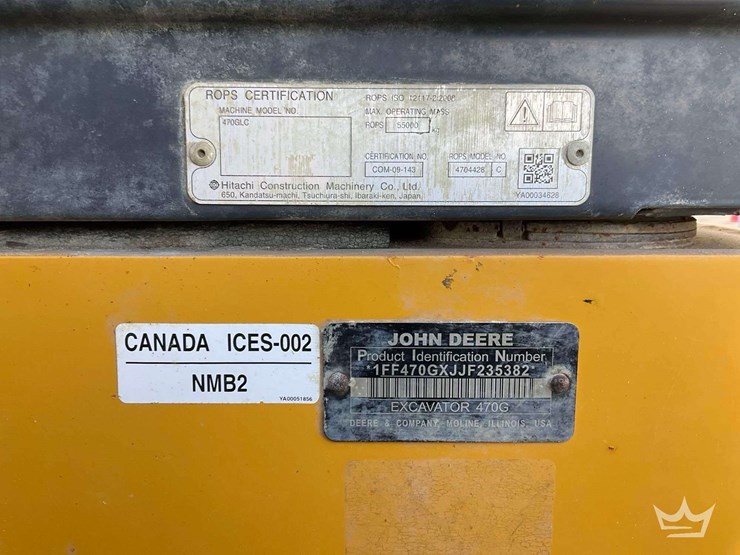 ROPS CERTIFICATION
MACHINE MODEL NO.
470GLC
ROPS ISO 12117-2:2008
MAX. OPERATING MASS
ROPS 55000 kg
CERTIFICATION NO.
COM-09-143
ROPS MODEL NO.
4704428 C
Hitachi Construction Machinery Co., Ltd.
650, Kandatsu-machi, Tsuchiura-shi, Ibaraki-ken, Japan.
YA00034628
CANADA ICES-002
NMB2
YA00051656
JOHN DEERE
Product Identification Number
*1FF470GXJJF235382*
EXCAVATOR 470G
DEERE & COMPANY MOLINE, ILLINOIS, USA